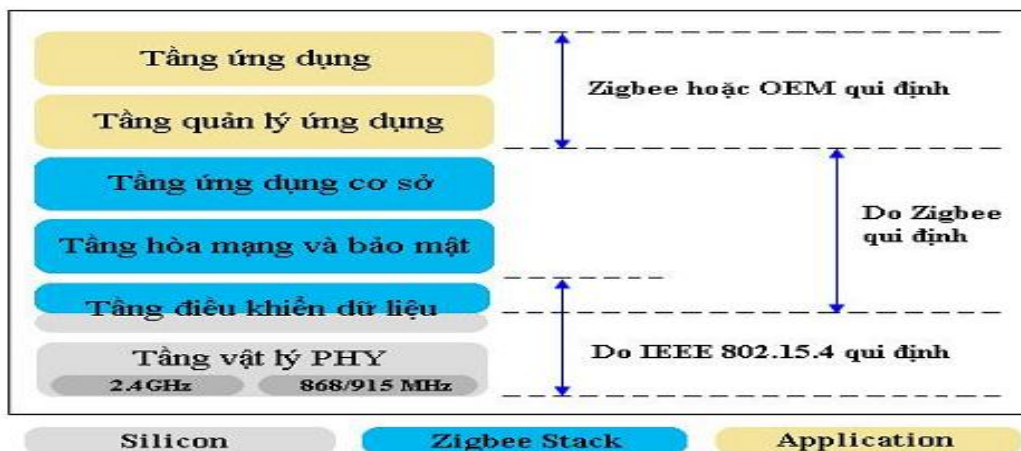 Tầng ứng dụng
Zigbee hoặc OEM qui định
Tầng quản lý ứng dụng
Tầng ứng dụng cơ sở
Do Zigbee
qui định
Tầng hòa mạng và bảo mật
Tầng điều khiển dữ liệu
Tầng vật lý PHY
Do IEEE 802.15.4 qui định
2.4GHz 868/915 MHz
Silicon Zigbee Stack Application